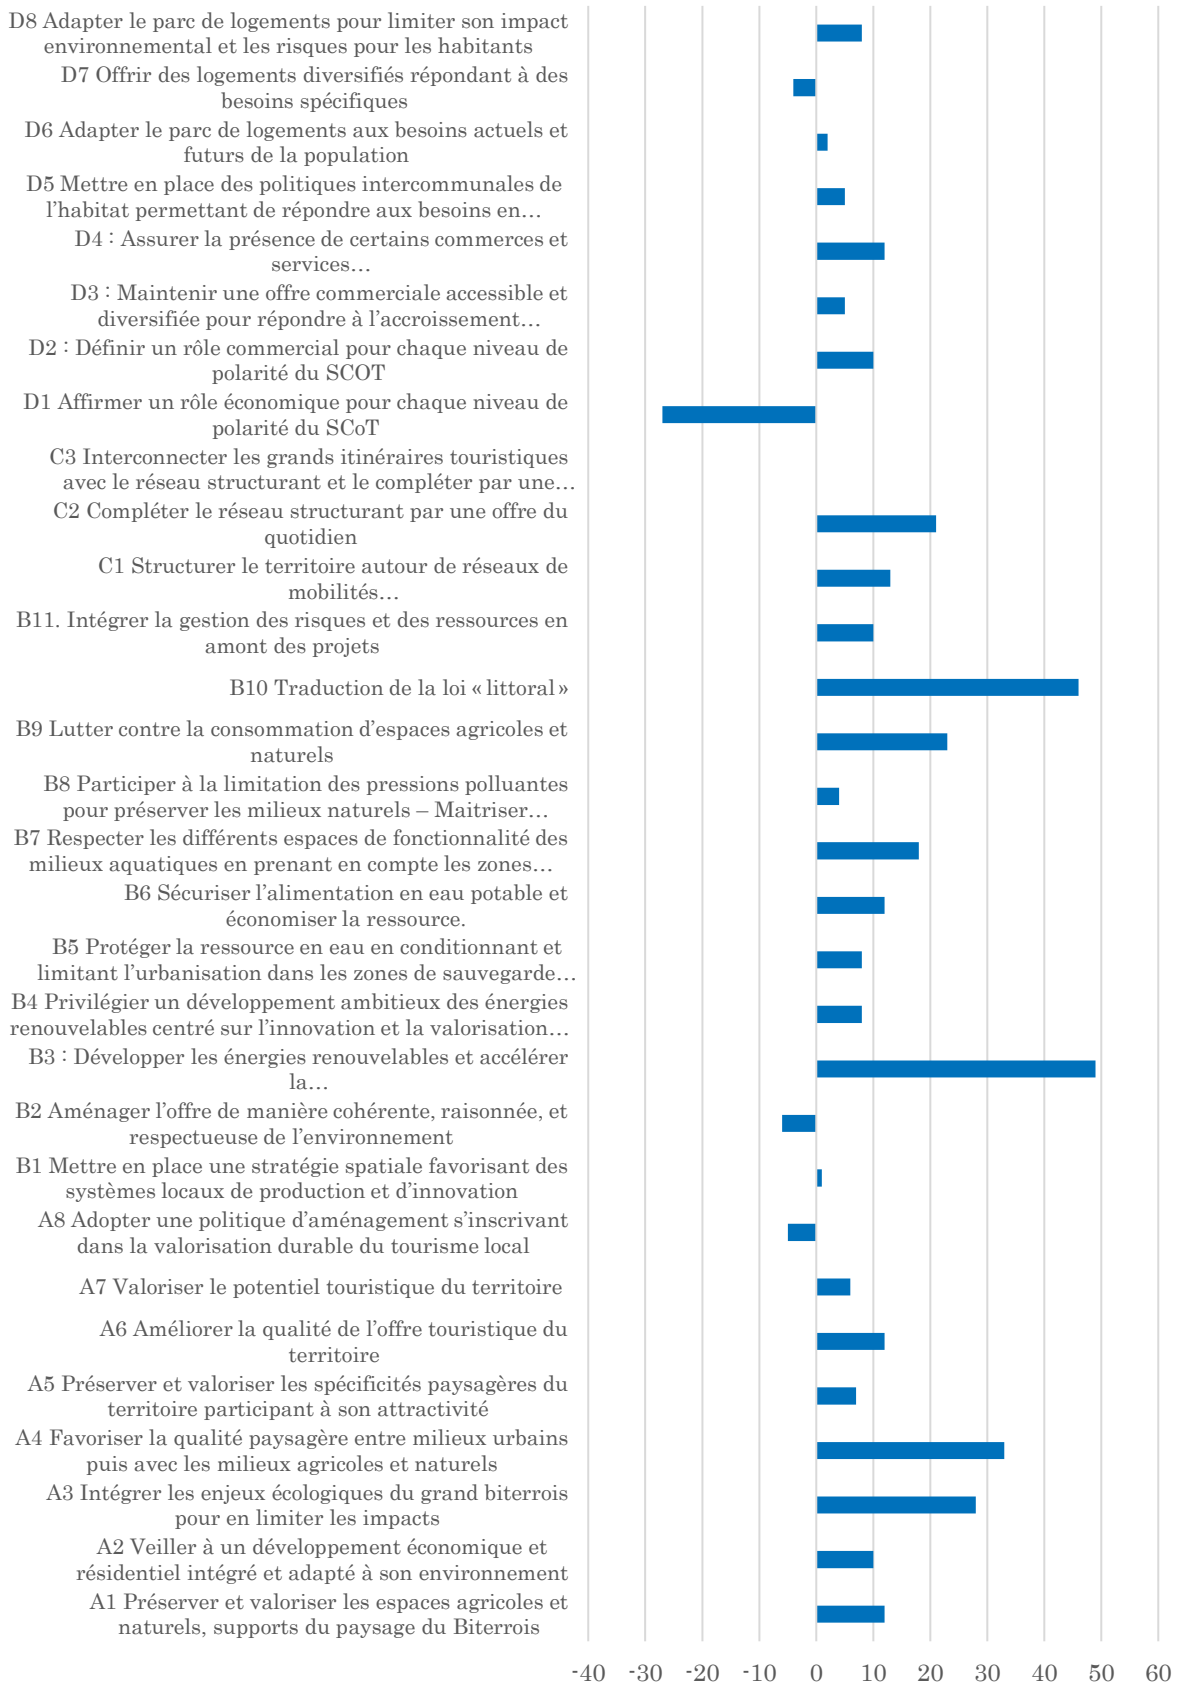 D8 Adapter le parc de logements pour limiter son impact
environnemental et les risques pour les habitants
D7 Offrir des logements diversifiés répondant à des
besoins spécifiques
D6 Adapter le parc de logements aux besoins actuels et
futurs de la population
D5 Mettre en place des politiques intercommunales de
l'habitat permettant de répondre aux besoins en…
D4 : Assurer la présence de certains commerces et
services…
D3 : Maintenir une offre commerciale accessible et
diversifiée pour répondre à l'accroissement…
D2 : Définir un rôle commercial pour chaque niveau de
polarité du SCOT
D1 Affirmer un rôle économique pour chaque niveau de
polarité du SCoT
C3 Interconnecter les grands itinéraires touristiques
avec le réseau structurant et le compléter par une…
C2 Compléter le réseau structurant par une offre du
quotidien
C1 Structurer le territoire autour de réseaux de
mobilités…
B11. Intégrer la gestion des risques et des ressources en
amont des projets
B10 Traduction de la loi « littoral »
B9 Lutter contre la consommation d'espaces agricoles et
naturels
B8 Participer à la limitation des pressions polluantes
pour préserver les milieux naturels – Maitriser…
B7 Respecter les différents espaces de fonctionnalité des
milieux aquatiques en prenant en compte les zones…
B6 Sécuriser l'alimentation en eau potable et
économiser la ressource.
B5 Protéger la ressource en eau en conditionnant et
limitant l'urbanisation dans les zones de sauvegarde…
B4 Privilégier un développement ambitieux des énergies
renouvelables centré sur l'innovation et la valorisation…
B3 : Développer les énergies renouvelables et accélérer
la…
B2 Aménager l'offre de manière cohérente, raisonnée, et
respectueuse de l'environnement
B1 Mettre en place une stratégie spatiale favorisant des
systèmes locaux de production et d'innovation
A8 Adopter une politique d'aménagement s'inscrivant
dans la valorisation durable du tourisme local
A7 Valoriser le potentiel touristique du territoire
A6 Améliorer la qualité de l'offre touristique du
territoire
A5 Préserver et valoriser les spécificités paysagères du
territoire participant à son attractivité
A4 Favoriser la qualité paysagère entre milieux urbains
puis avec les milieux agricoles et naturels
A3 Intégrer les enjeux écologiques du grand biterrois
pour en limiter les impacts
A2 Veiller à un développement économique et
résidentiel intégré et adapté à son environnement
A1 Préserver et valoriser les espaces agricoles et
naturels, supports du paysage du Biterrois
-40 -30 -20 -10 0 10 20 30 40 50 60